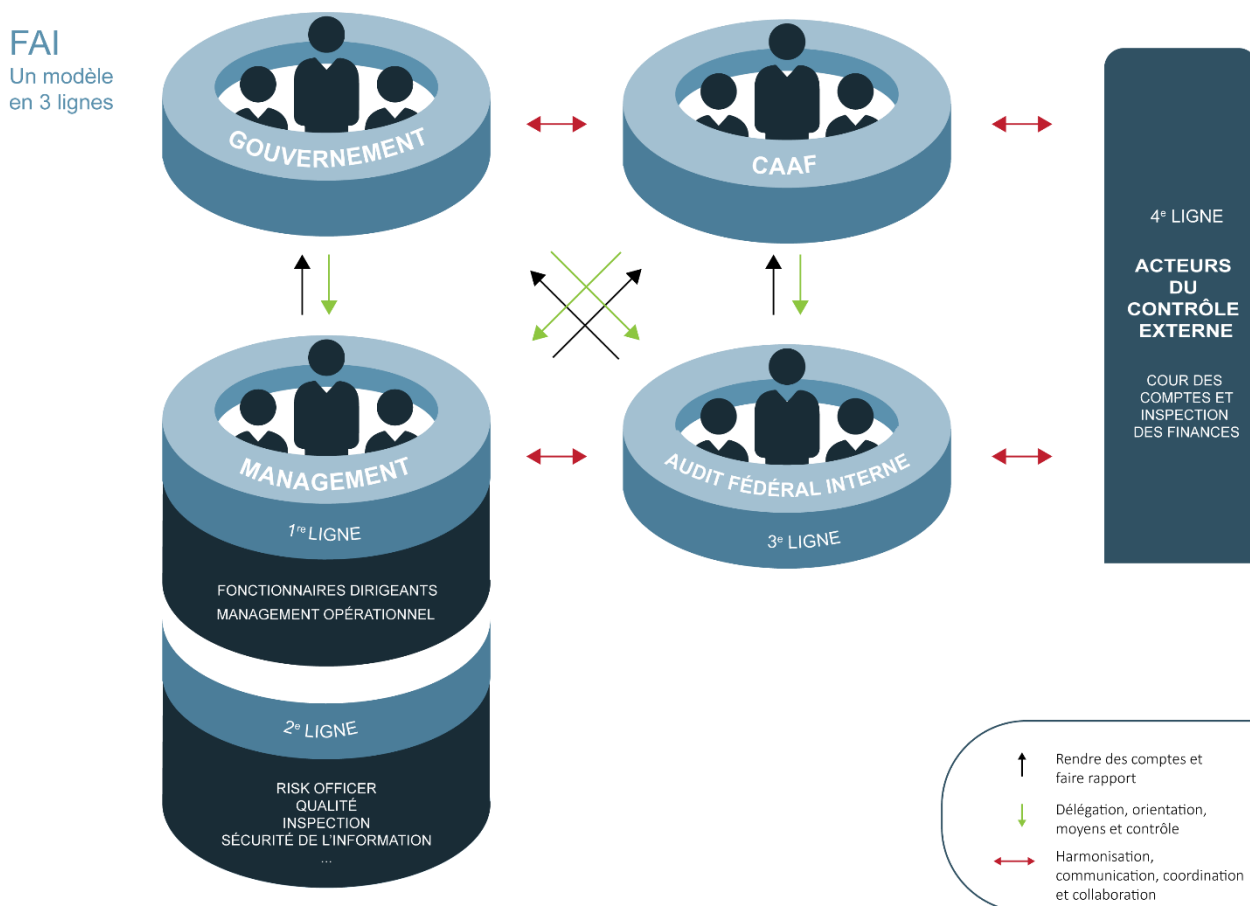 FAI
Un modèle
en 3 lignes
GOUVERNEMENT
CAAF
MANAGEMENT
1re LIGNE
FONCTIONNAIRES DIRIGEANTS
MANAGEMENT OPÉRATIONNEL
2e LIGNE
RISK OFFICER
QUALITÉ
INSPECTION
SÉCURITÉ DE L'INFORMATION
...
AUDIT FÉDÉRAL INTERNE
3e LIGNE
4e LIGNE
ACTEURS
DU
CONTRÔLE
EXTERNE
COUR DES
COMPTES ET
INSPECTION
DES FINANCES
Rendre des comptes et
faire rapport
Délégation, orientation,
moyens et contrôle
Harmonisation,
communication, coordination
et collaboration